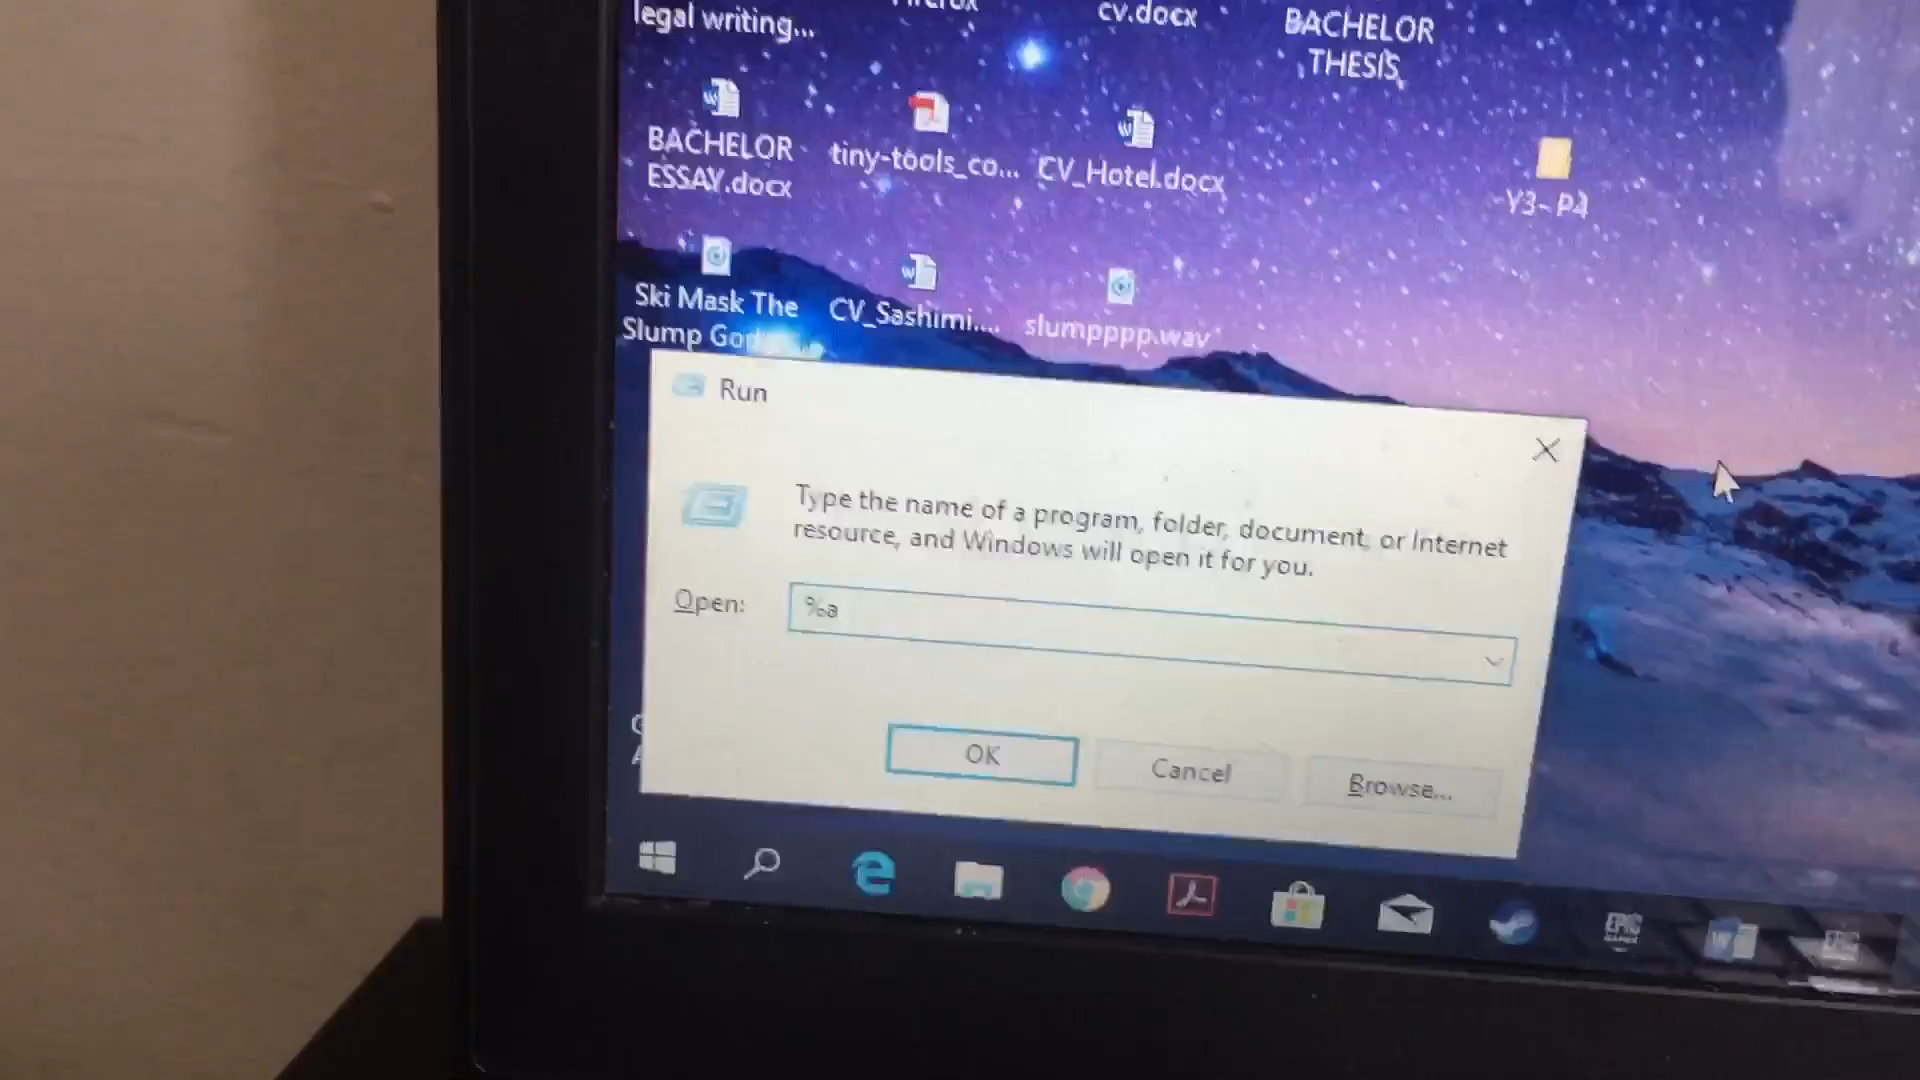 legal writing...
cv.docx
BACHELOR
THESIS
BACHELOR
ESSAY.docx
tiny-tools_co...
CV_Hotel.docx
Y3- P4
Ski Mask The
Slump God
CV_Sashimi....
slumpppp.wav
Run
Type the name of a program, folder, document, or Internet
resource, and Windows will open it for you.
Open:
%a
OK
Cancel
Browse...
EPIC
GAMES